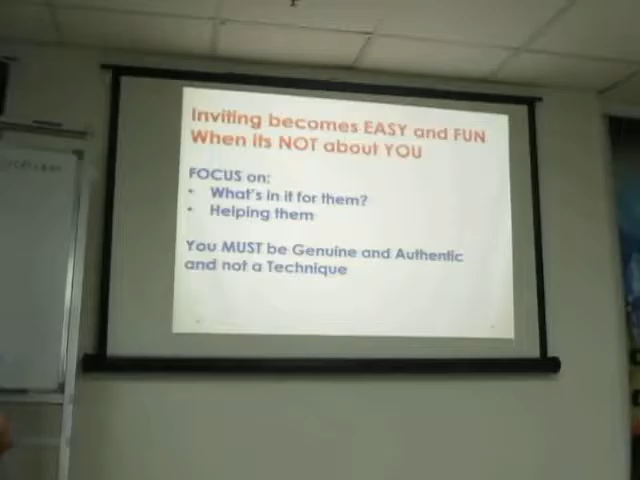 Inviting becomes EASY and FUN
When its NOT about YOU
FOCUS on:
• What's in it for them?
• Helping them
You MUST be Genuine and Authentic
and not a Technique